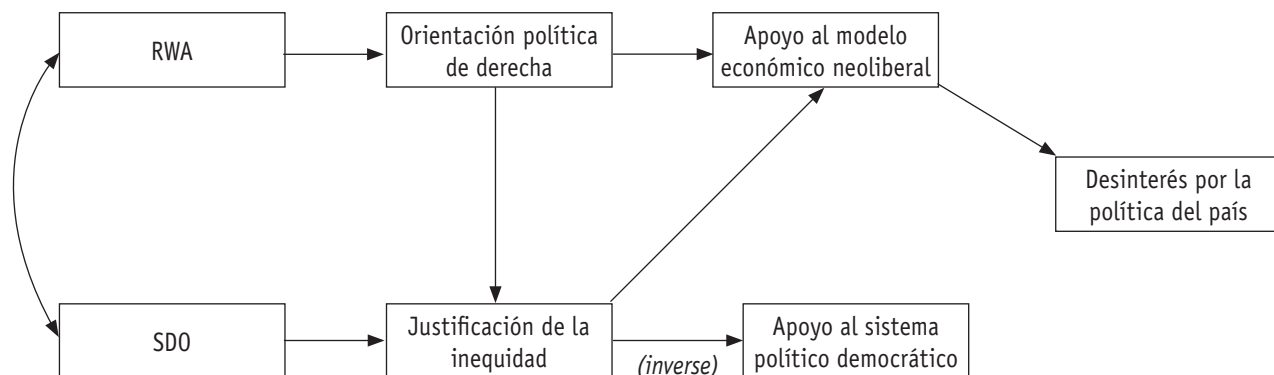 RWA
Orientación política
de derecha
Apoyo al modelo
económico neoliberal
Desinterés por la
política del país
SDO
Justificación de la
inequidad
(inverse)
Apoyo al sistema
político democrático